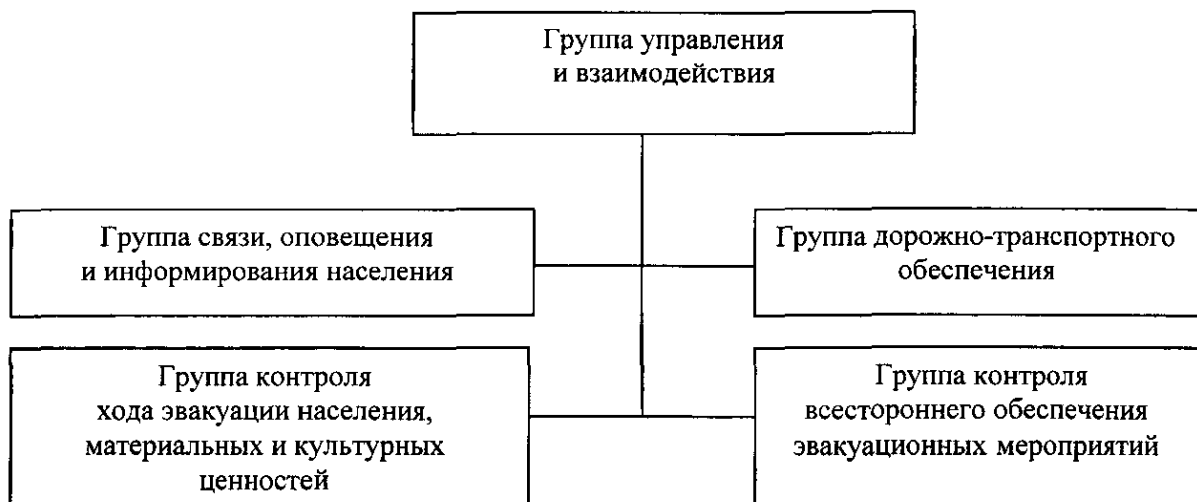 Группа управления
и взаимодействия
Группа связи, оповещения
и информирования населения
Группа дорожно-транспортного
обеспечения
Группа контроля
хода эвакуации населения,
материальных и культурных
ценностей
Группа контроля
всестороннего обеспечения
эвакуационных мероприятий